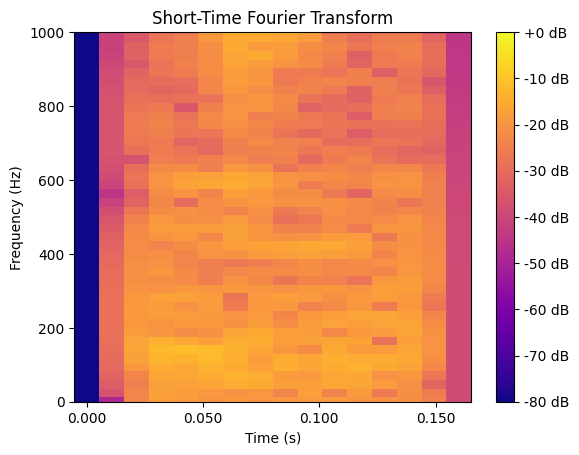 Short-Time Fourier Transform
Frequency (Hz)
1000
800
600
400
200
0
0.000
0.050
0.100
0.150
Time (s)
+0 dB
-10 dB
-20 dB
-30 dB
-40 dB
-50 dB
-60 dB
-70 dB
-80 dB